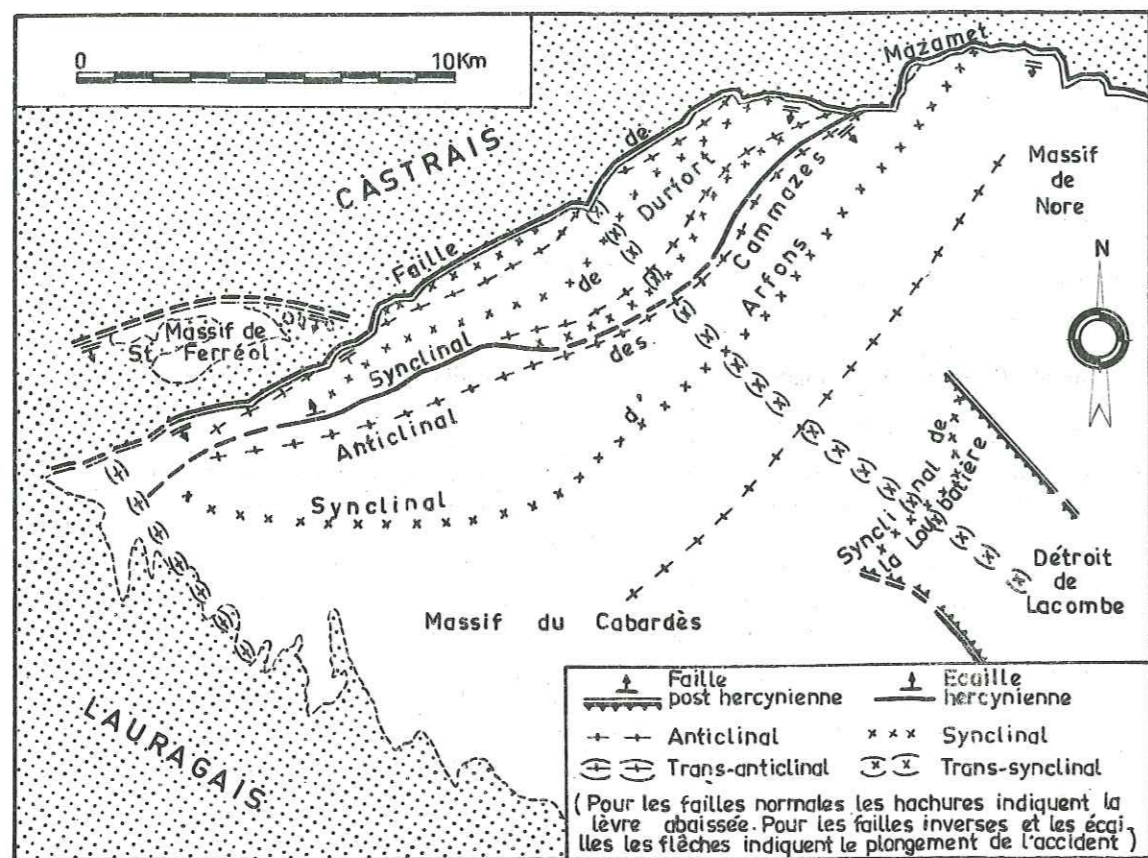 0 10Km
CASTRAIS
Faille de Mazamet
Massif de
St-Ferréol
Synclinal de Durfort
Anticlinal des Cammazes
Synclinal d'Arfons
Massif
de
Nore
N
Synclinal de
la Loubatière
Détroit
de
Lacombe
Massif du Cabardès
LAURAGAIS
Faille
post hercynienne
Ecaille
hercynienne
Anticlinal
Synclinal
Trans-anticlinal
Trans-synclinal
(Pour les failles normales les hachures indiquent la
lèvre abaissée. Pour les failles inverses et les écai_
lles les flêches indiquent le plongement de l'accident)